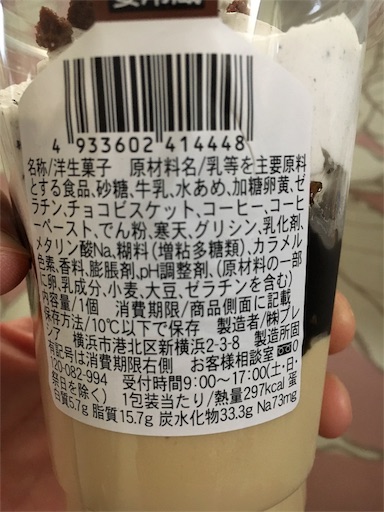 4 933602 414448
名称/洋生菓子　原材料名/乳等を主要原料
とする食品、砂糖、牛乳、水あめ、加糖卵黄、ゼ
ラチン、チョコビスケット、コーヒー、コーヒ
ーペースト、でん粉、寒天、グリシン、乳化剤、
メタリン酸Na、糊料(増粘多糖類)、カラメル
色素、香料、膨脹剤、pH調整剤、(原材料の一部
に卵、乳成分、小麦、大豆、ゼラチンを含む)
内容量/1個　消費期限/商品側面に記載
保存方法/10℃以下で保存　製造者/㈱プレ
シア　横浜市港北区新横浜2-3-8　製造所固
有記号は消費期限右側　お客様相談室 0
120-082-994　受付時間9:00〜17:00(土・日・
祭日を除く)　1包装当たり/熱量297kcal 蛋
白質5.7g 脂質15.7g 炭水化物33.3g Na73mg